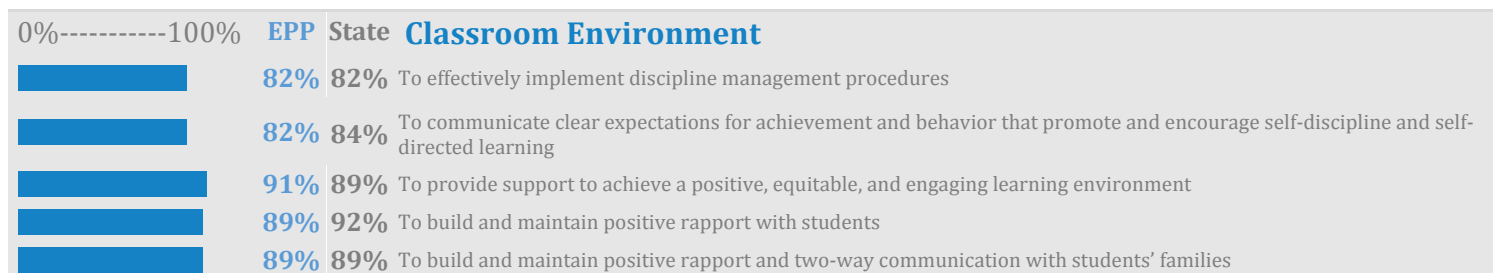 0%-----------100% EPP State Classroom Environment
82% 82% To effectively implement discipline management procedures
82% 84% To communicate clear expectations for achievement and behavior that promote and encourage self-discipline and self-
directed learning
91% 89% To provide support to achieve a positive, equitable, and engaging learning environment
89% 92% To build and maintain positive rapport with students
89% 89% To build and maintain positive rapport and two-way communication with students’ families